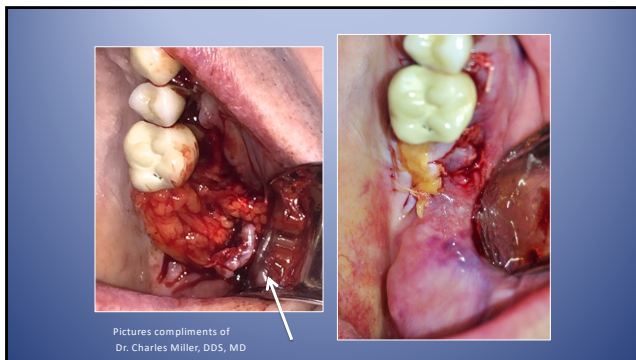 Pictures compliments of
Dr. Charles Miller, DDS, MD